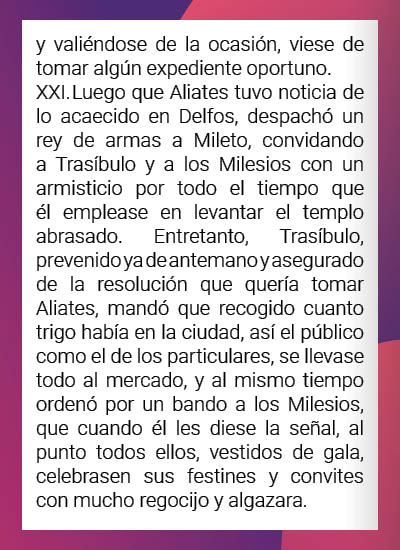 y valiéndose de la ocasión, viese de
tomar algún expediente oportuno.
XXI.Luego que Aliates tuvo noticia de
lo acaecido en Delfos, despachó un
rey de armas a Mileto, convidando
a Trasíbulo y a los Milesios con un
armisticio por todo el tiempo que
él emplease en levantar el templo
abrasado. Entretanto, Trasíbulo,
prevenido ya de antemano y asegurado
de la resolución que quería tomar
Aliates, mandó que recogido cuanto
trigo había en la ciudad, así el público
como el de los particulares, se llevase
todo al mercado, y al mismo tiempo
ordenó por un bando a los Milesios,
que cuando él les diese la señal, al
punto todos ellos, vestidos de gala,
celebrasen sus festines y convites
con mucho regocijo y algazara.